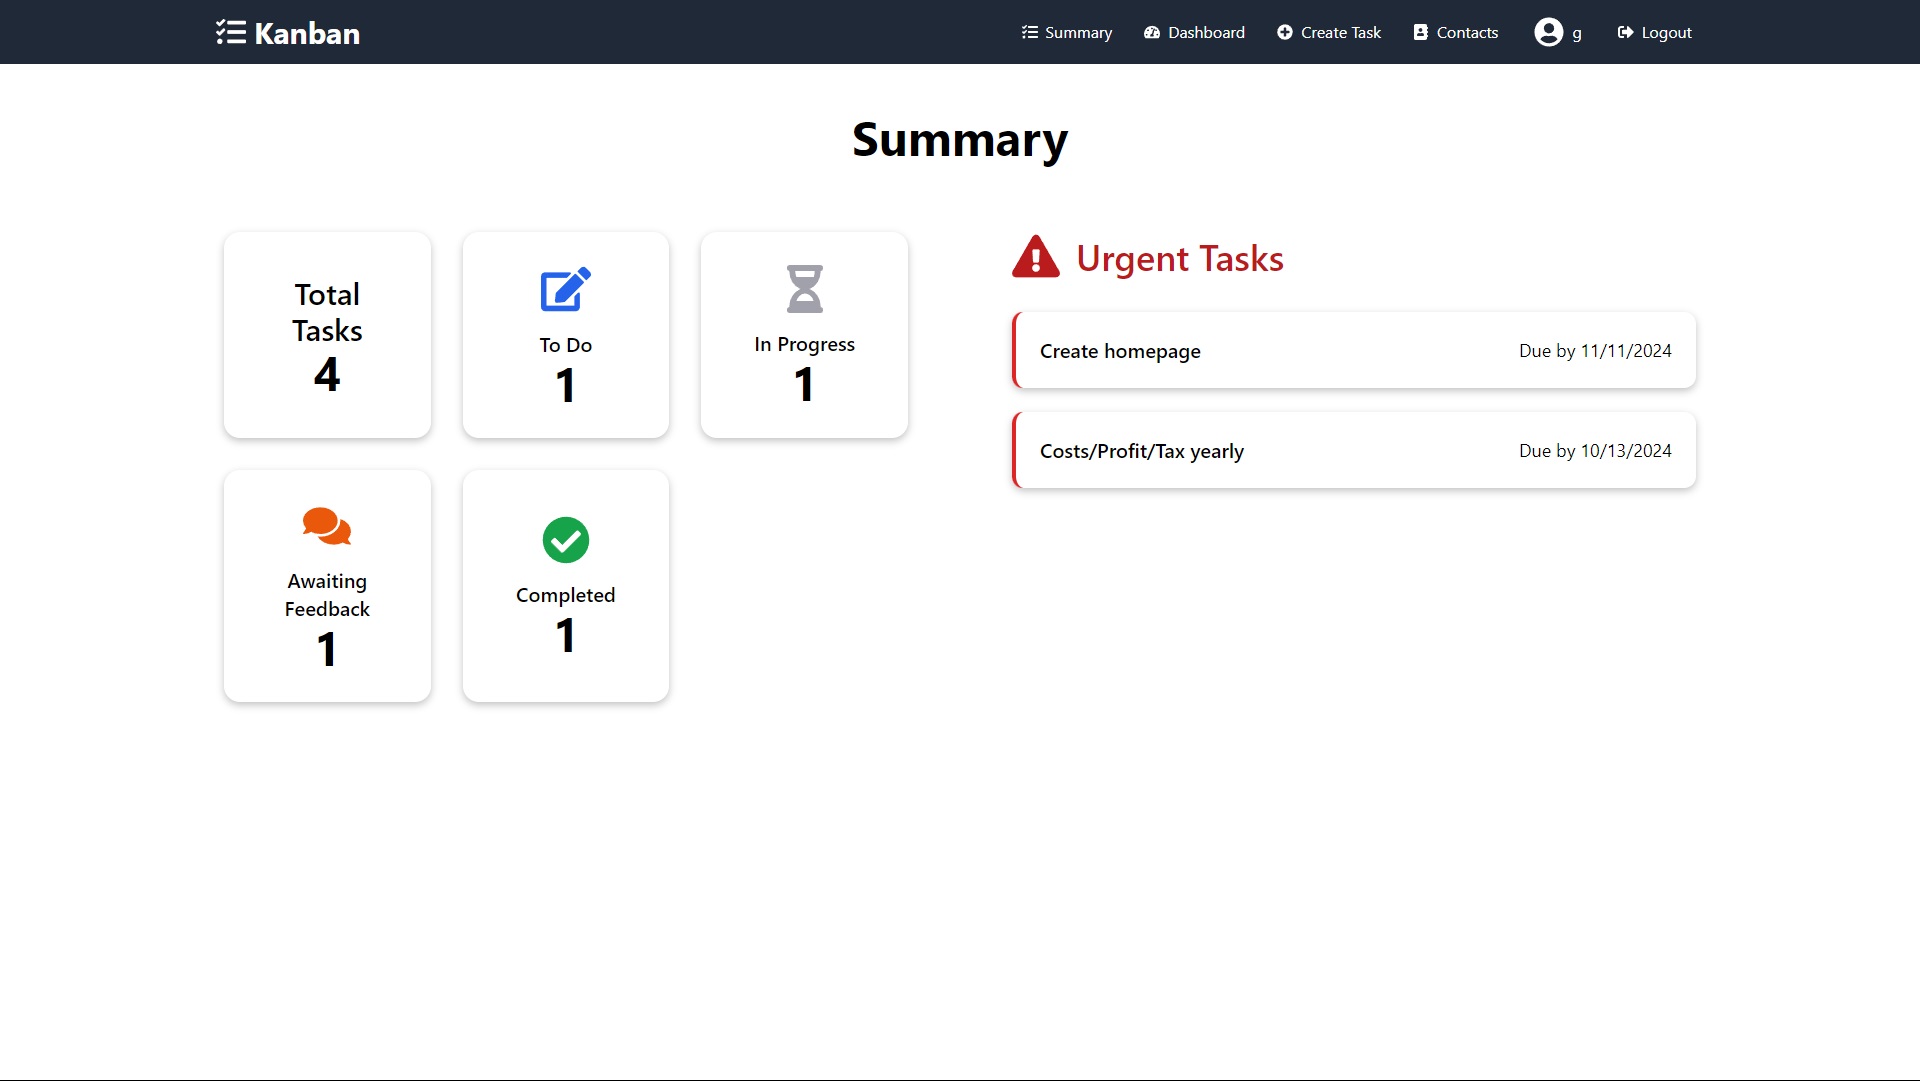 Kanban
Summary
Dashboard
Create Task
Contacts
g
Logout
Summary
Total
Tasks
4
To Do
1
In Progress
1
Awaiting
Feedback
1
Completed
1
Urgent Tasks
Create homepage
Due by 11/11/2024
Costs/Profit/Tax yearly
Due by 10/13/2024